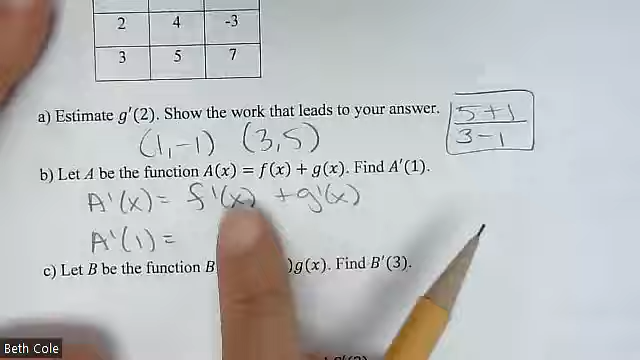 2 4 -3
3 5 7
a) Estimate g'(2). Show the work that leads to your answer.
5+1
3-1
(1,-1) (3,5)
b) Let A be the function A(x) = f(x) + g(x). Find A'(1).
A'(x) = f'(x) + g'(x)
A'(1) =
c) Let B be the function B )g(x). Find B'(3).
Beth Cole